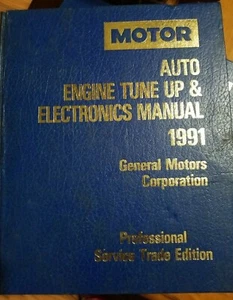 MOTOR
AUTO
ENGINE TUNE UP &
ELECTRONICS MANUAL
1991
General Motors
Corporation
Professional
Service Trade Edition